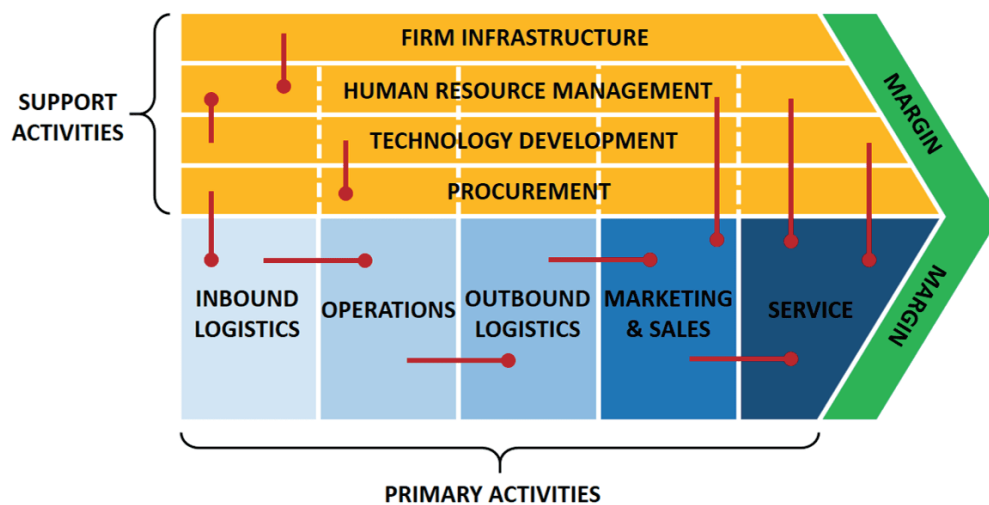 FIRM INFRASTRUCTURE
HUMAN RESOURCE MANAGEMENT
TECHNOLOGY DEVELOPMENT
PROCUREMENT
SUPPORT
ACTIVITIES
MARGIN
MARGIN
INBOUND
LOGISTICS
OPERATIONS
OUTBOUND
LOGISTICS
MARKETING
& SALES
SERVICE
PRIMARY ACTIVITIES